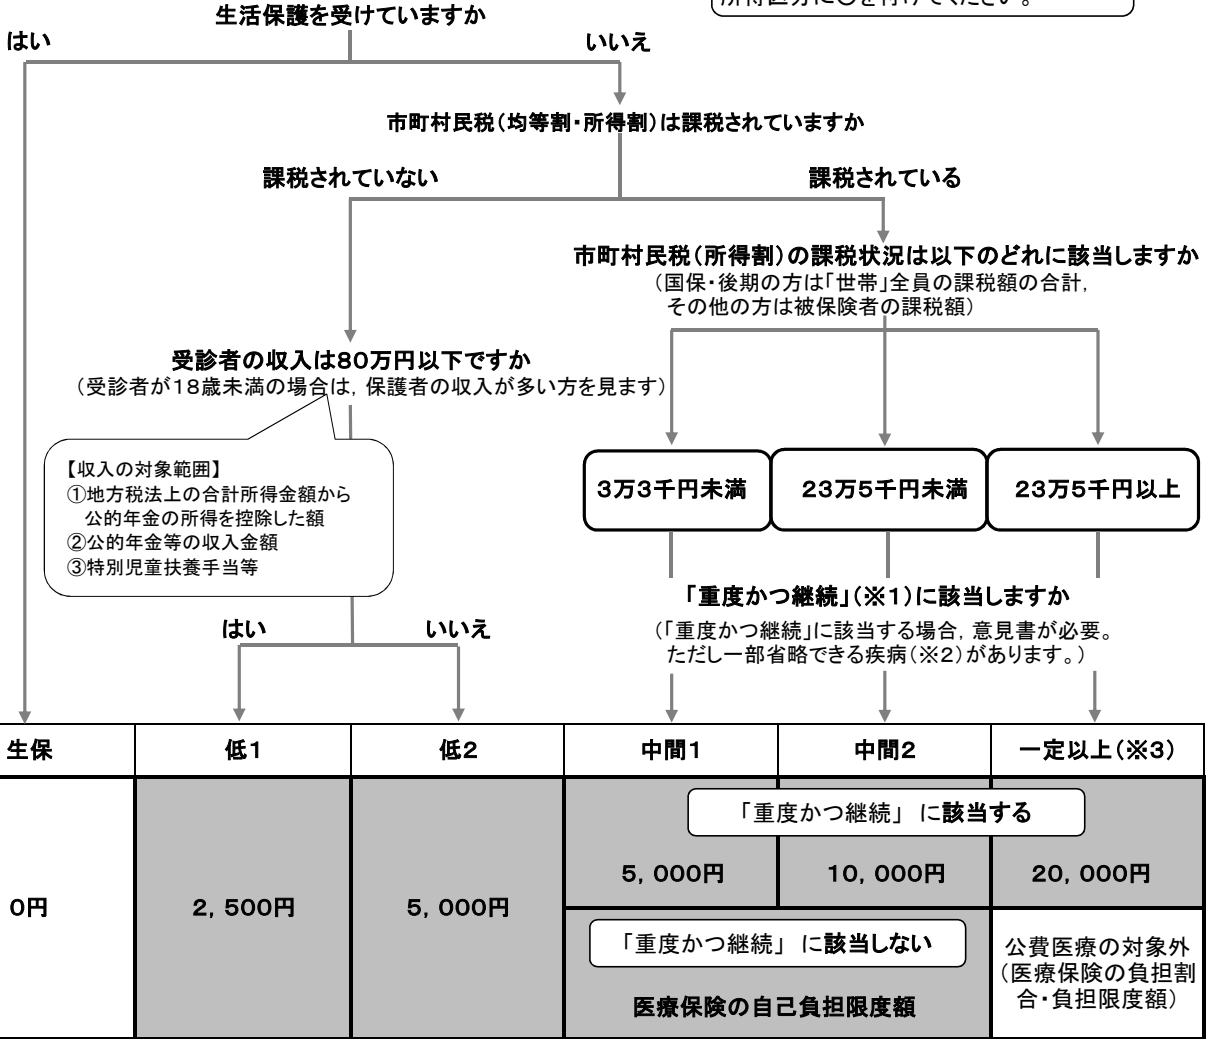 所得区分に○を付けてください。
生活保護を受けていますか
はい
いいえ
市町村民税（均等割・所得割）は課税されていますか
課税されていない
課税されている
市町村民税（所得割）の課税状況は以下のどれに該当しますか
（国保・後期の方は「世帯」全員の課税額の合計，
その他の方は被保険者の課税額）
受診者の収入は８０万円以下ですか
（受診者が１８歳未満の場合は，保護者の収入が多い方を見ます）
【収入の対象範囲】
①地方税法上の合計所得金額から
公的年金の所得を控除した額
②公的年金等の収入金額
③特別児童扶養手当等
３万３千円未満
２３万５千円未満
２３万５千円以上
「重度かつ継続」（※１）に該当しますか
（「重度かつ継続」に該当する場合，意見書が必要。
ただし一部省略できる疾病（※２）があります。）
はい
いいえ
生保
低１
低２
中間１
中間２
一定以上（※３）
「重度かつ継続」 に該当する
５，０００円
１０，０００円
２０，０００円
０円
２，５００円
５，０００円
「重度かつ継続」 に該当しない
医療保険の自己負担限度額
公費医療の対象外
（医療保険の負担割
合・負担限度額）